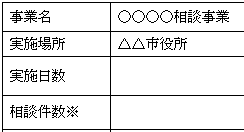 事業名 ○○○○相談事業
実施場所 △△市役所
実施日数
相談件数※